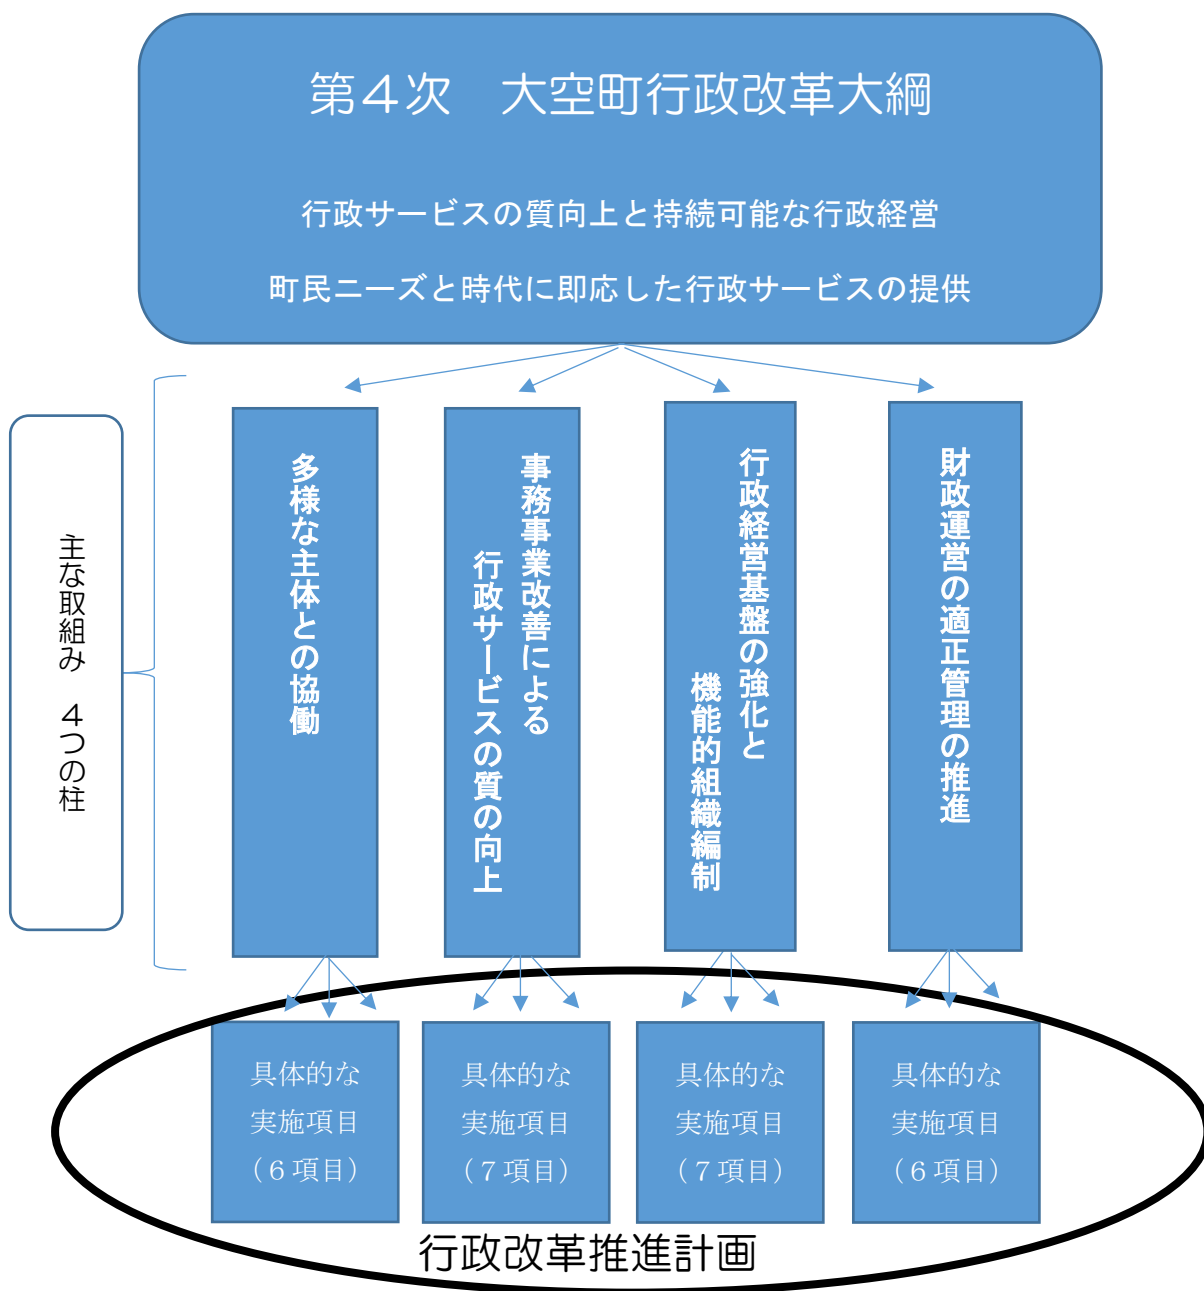 第４次　大空町行政改革大綱
行政サービスの質向上と持続可能な行政経営
町民ニーズと時代に即応した行政サービスの提供
主な取組み　４つの柱
多様な主体との協働
事務事業改善による
行政サービスの質の向上
行政経営基盤の強化と
機能的組織編制
財政運営の適正管理の推進
具体的な
実施項目
（６項目）
具体的な
実施項目
（７項目）
具体的な
実施項目
（７項目）
具体的な
実施項目
（６項目）
行政改革推進計画